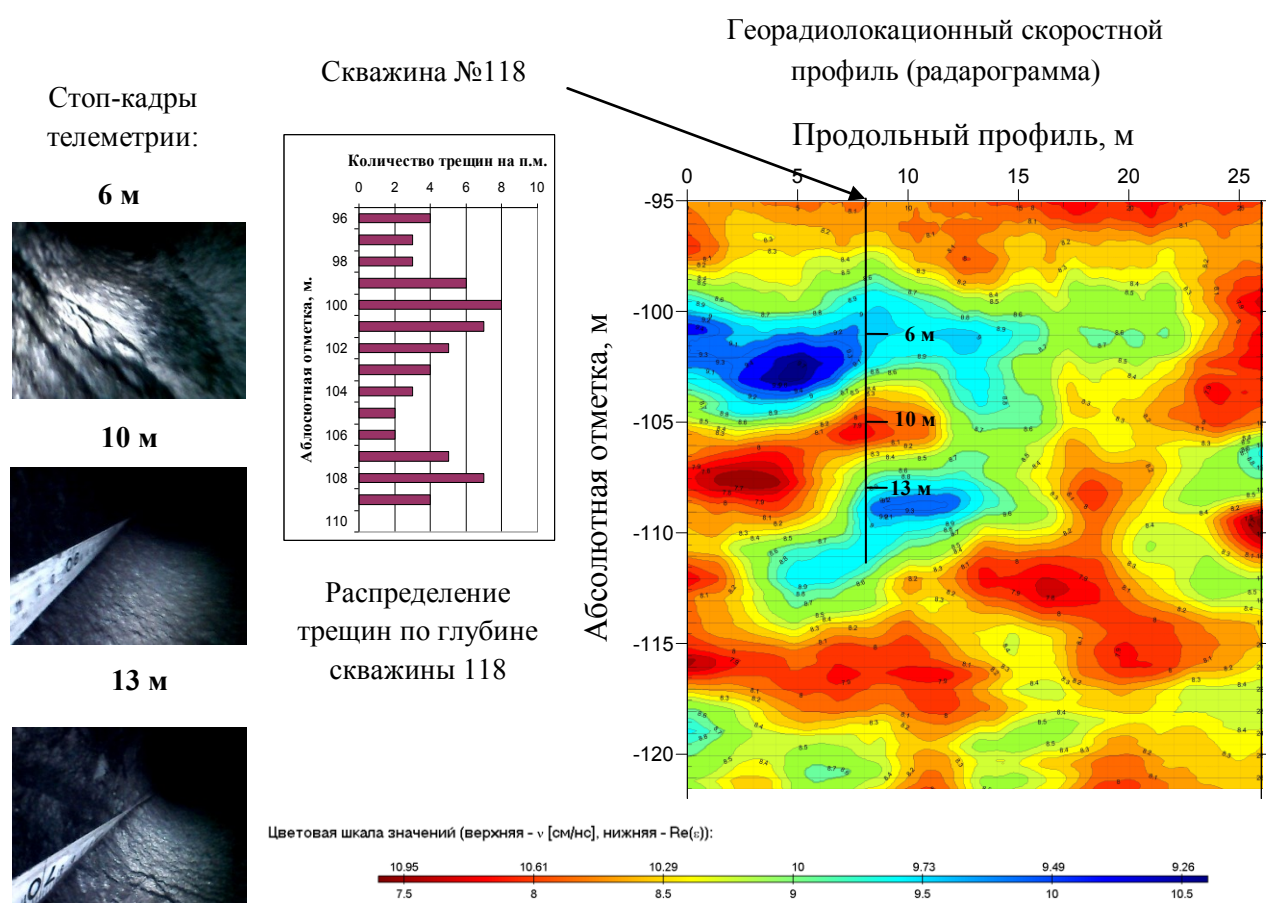 Георадиолокационный скоростной
профиль (радарограмма)
Скважина №118
Стоп-кадры
телеметрии:
6 м
10 м
13 м
Количество трещин на п.м.
0 2 4 6 8 10
96
98
100
102
104
106
108
110
Аблосютная отметка, м.
Распределение
трещин по глубине
скважины 118
Продольный профиль, м
0 5 10 15 20 25
-95
-100
-105
-110
-115
-120
Абсолютная отметка, м
6 м
10 м
13 м
Цветовая шкала значений (верхняя - ν [см/нс], нижняя - Re(ε)):
10.95 10.61 10.29 10 9.73 9.49 9.26
7.5 8 8.5 9 9.5 10 10.5